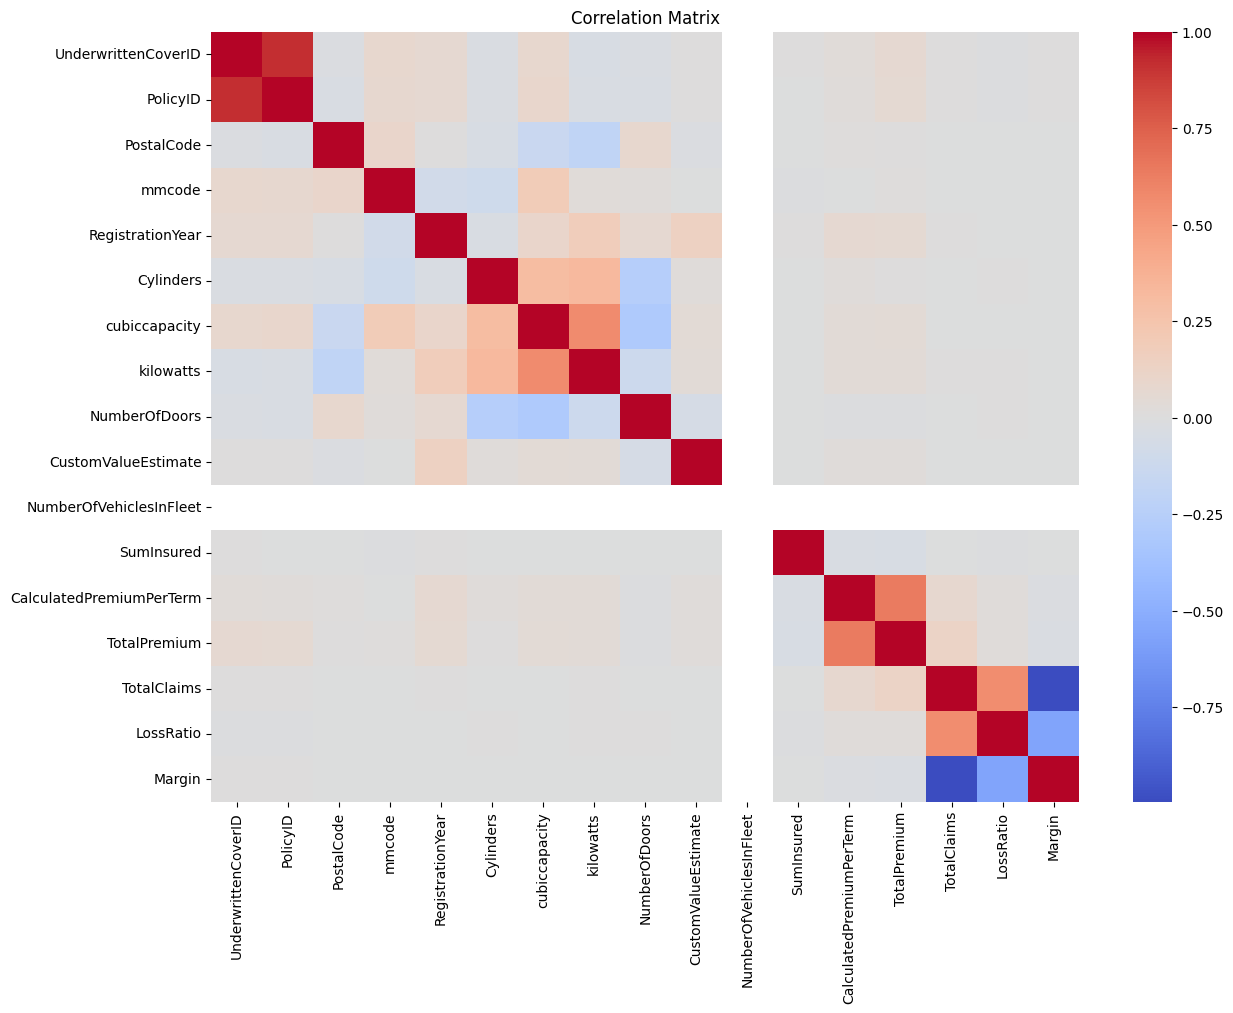 Correlation Matrix
UnderwrittenCoverID
PolicyID
PostalCode
mmcode
RegistrationYear
Cylinders
cubiccapacity
kilowatts
NumberOfDoors
CustomValueEstimate
NumberOfVehiclesInFleet
SumInsured
CalculatedPremiumPerTerm
TotalPremium
TotalClaims
LossRatio
Margin
UnderwrittenCoverID
PolicyID
PostalCode
mmcode
RegistrationYear
Cylinders
cubiccapacity
kilowatts
NumberOfDoors
CustomValueEstimate
NumberOfVehiclesInFleet
SumInsured
CalculatedPremiumPerTerm
TotalPremium
TotalClaims
LossRatio
Margin
1.00
0.75
0.50
0.25
0.00
−0.25
−0.50
−0.75